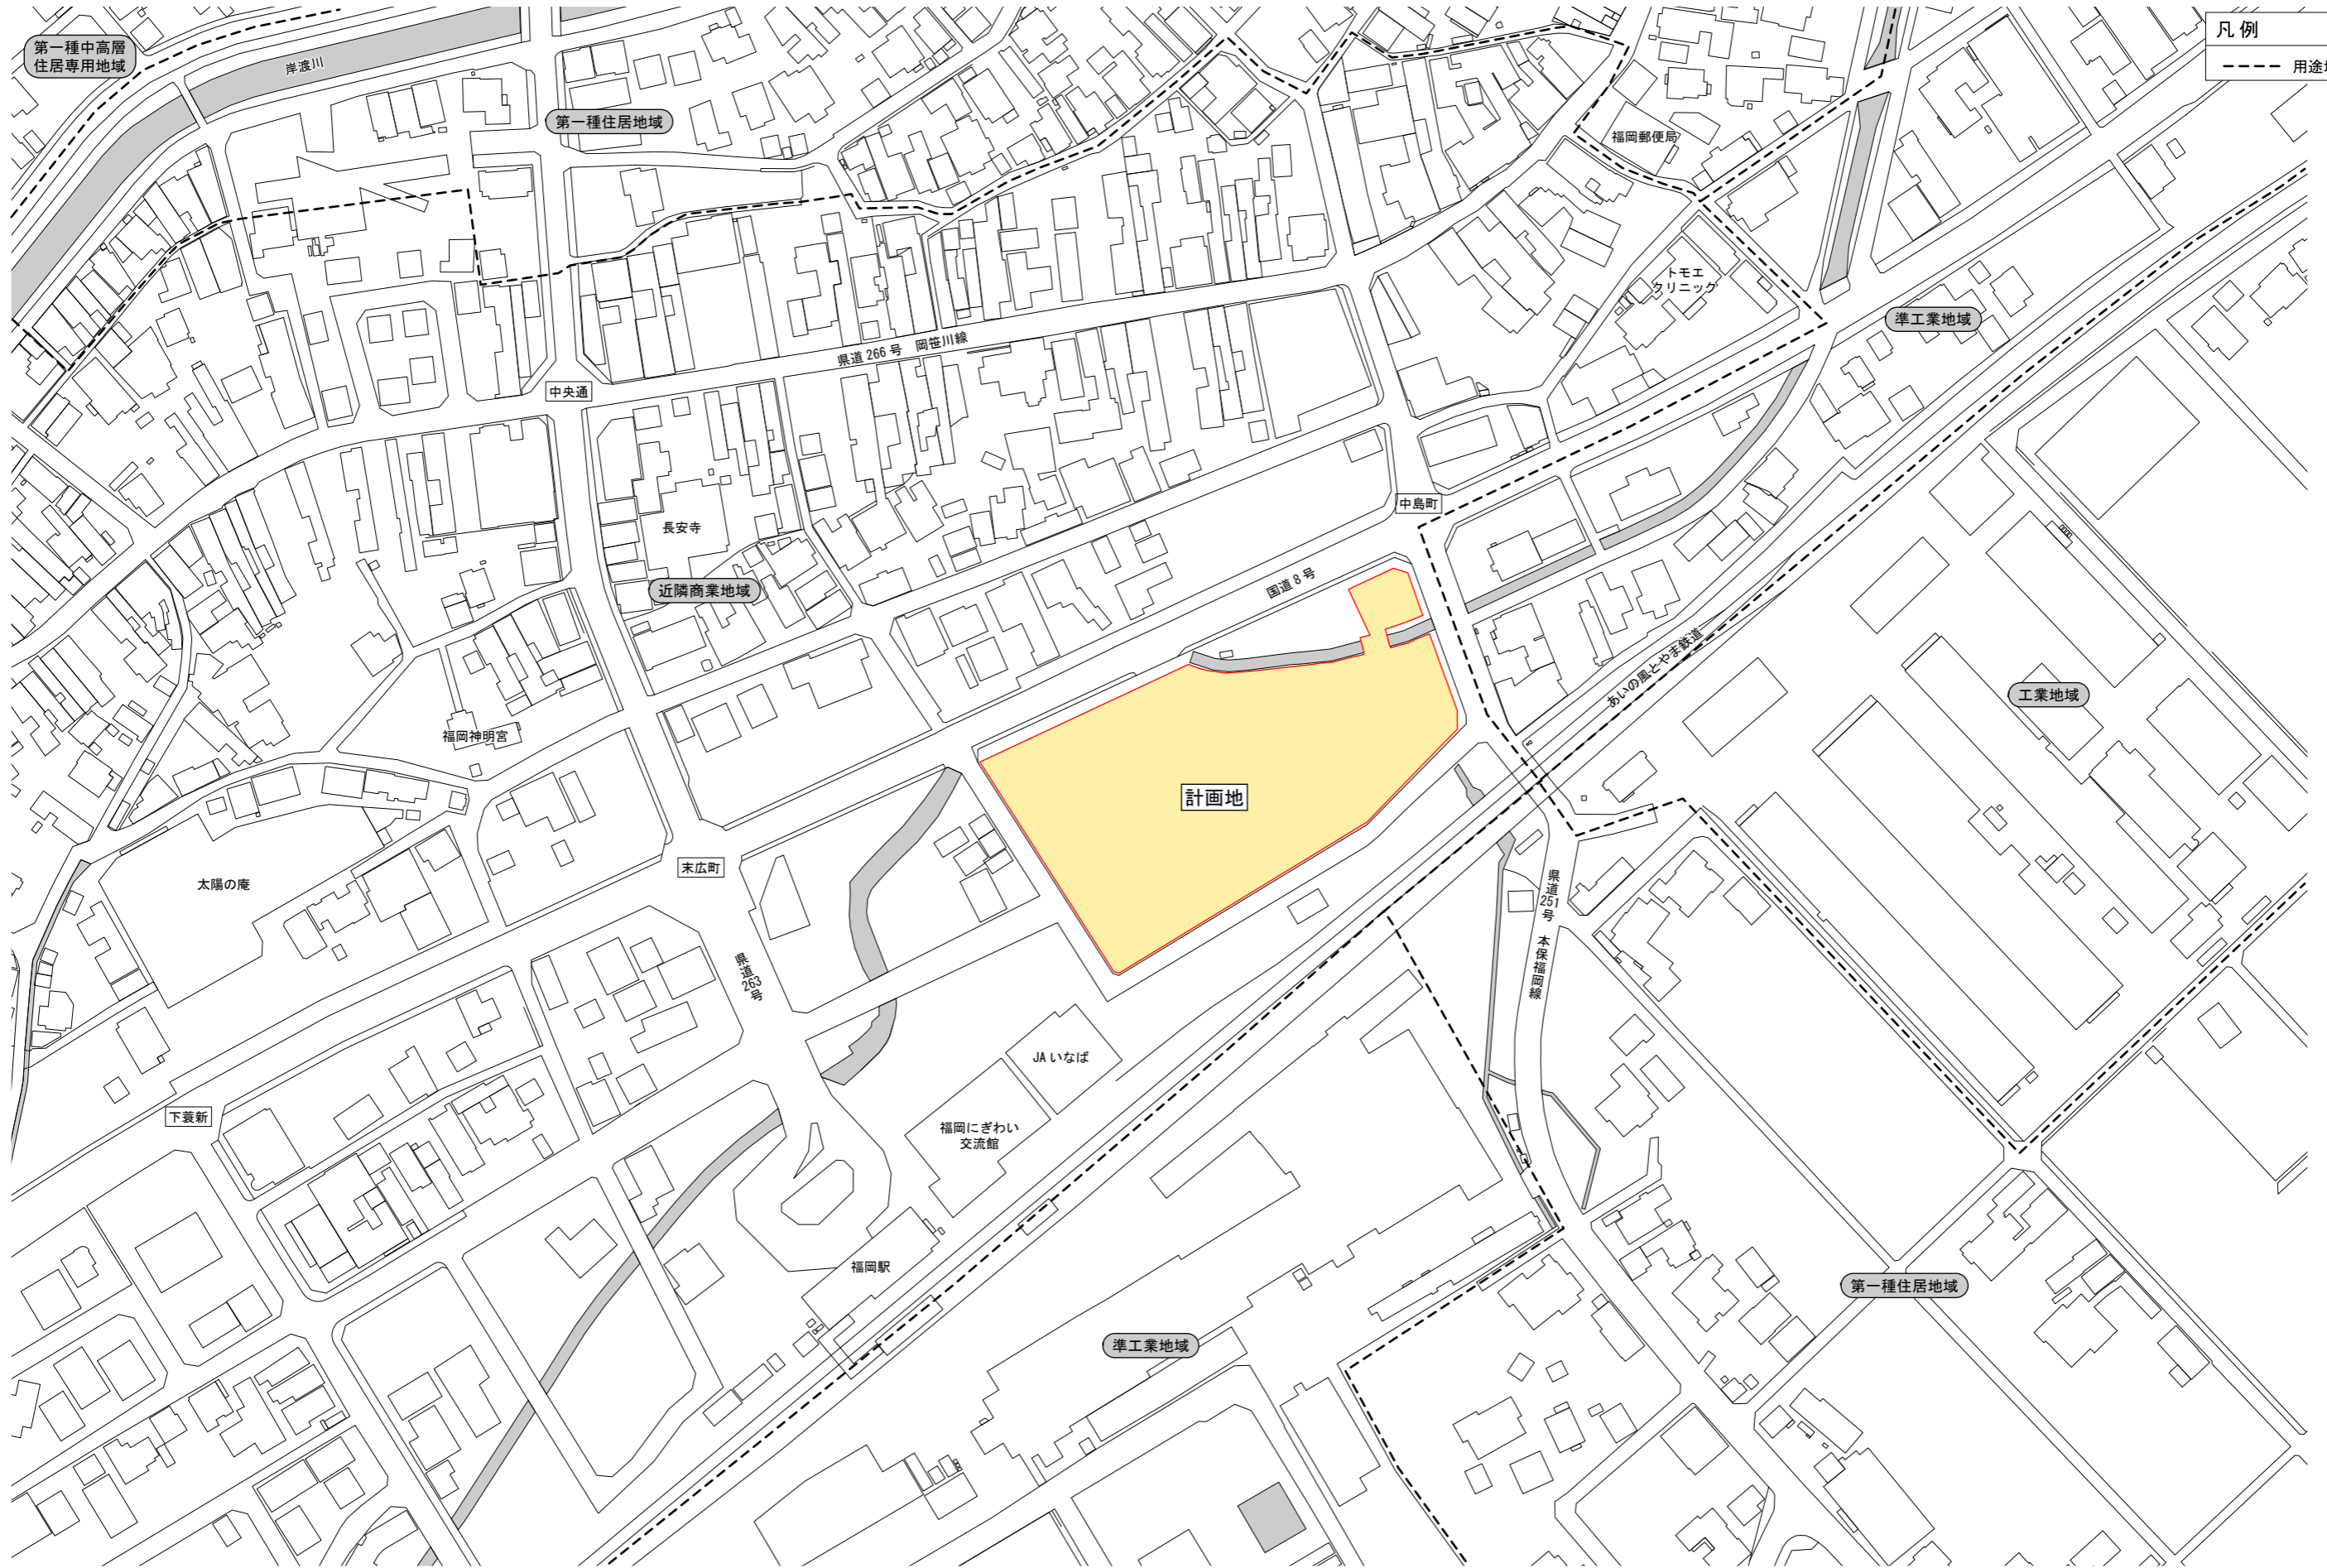 凡例
用途地
第一種中高層
住居専用地域
岸渡川
第一種住居地域
福岡郵便局
トモエ
クリニック
準工業地域
県道266号 岡笹川線
中央通
中島町
長安寺
近隣商業地域
国道8号
あいの風とやま鉄道
工業地域
福岡神明宮
計画地
末広町
太陽の庵
県道251号 本保福岡線
県道263号
JAいなば
下蓑新
福岡にぎわい
交流館
福岡駅
第一種住居地域
準工業地域